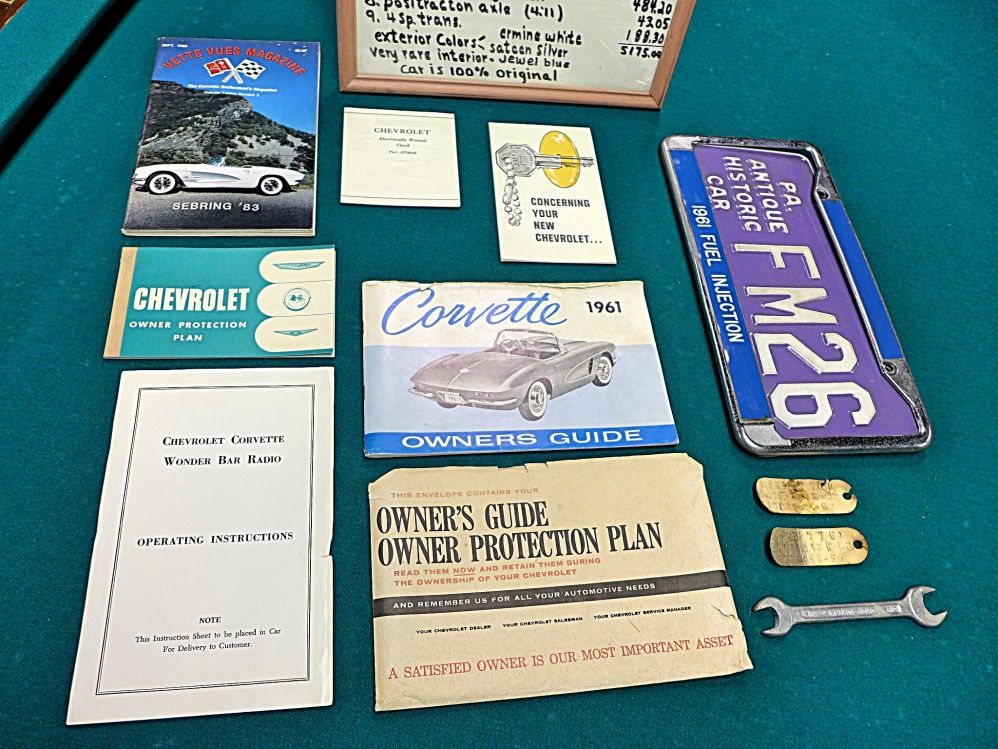 8. positraction axle (4:11) 484.20
9. 4 sp. trans. 43.05
exterior Colors < ermine white 188.30
sateen silver 5175.00
very rare interior - Jewel blue
Car is 100% original
SEPT. 1983
VETTE VUES MAGAZINE
The Corvette Enthusiast's Magazine
SEBRING '83
CHEVROLET
Electrically Wound
Clock
CONCERNING
YOUR
NEW
CHEVROLET...
PA.
ANTIQUE
HISTORIC
CAR
FM26
1961 FUEL INJECTION
CHEVROLET
OWNER PROTECTION
PLAN
Corvette 1961
OWNERS GUIDE
CHEVROLET CORVETTE
WONDER BAR RADIO
OPERATING INSTRUCTIONS
NOTE
This Instruction Sheet to be placed in Car
For Delivery to Customer.
THIS ENVELOPE CONTAINS YOUR
OWNER'S GUIDE
OWNER PROTECTION PLAN
READ THEM NOW AND RETAIN THEM DURING
THE OWNERSHIP OF YOUR CHEVROLET
AND REMEMBER US FOR ALL YOUR AUTOMOTIVE NEEDS
YOUR CHEVROLET DEALER YOUR CHEVROLET SALESMAN YOUR CHEVROLET SERVICE MANAGER
A SATISFIED OWNER IS OUR MOST IMPORTANT ASSET